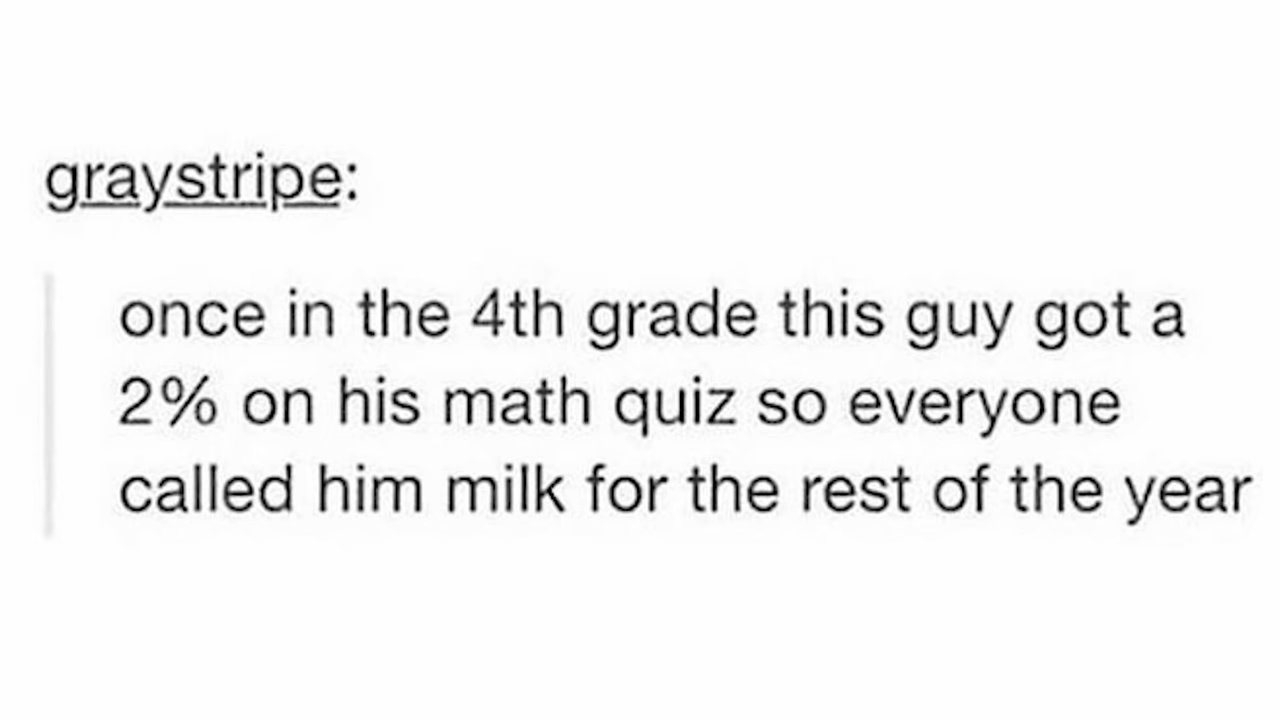 graystripe:
once in the 4th grade this guy got a
2% on his math quiz so everyone
called him milk for the rest of the year